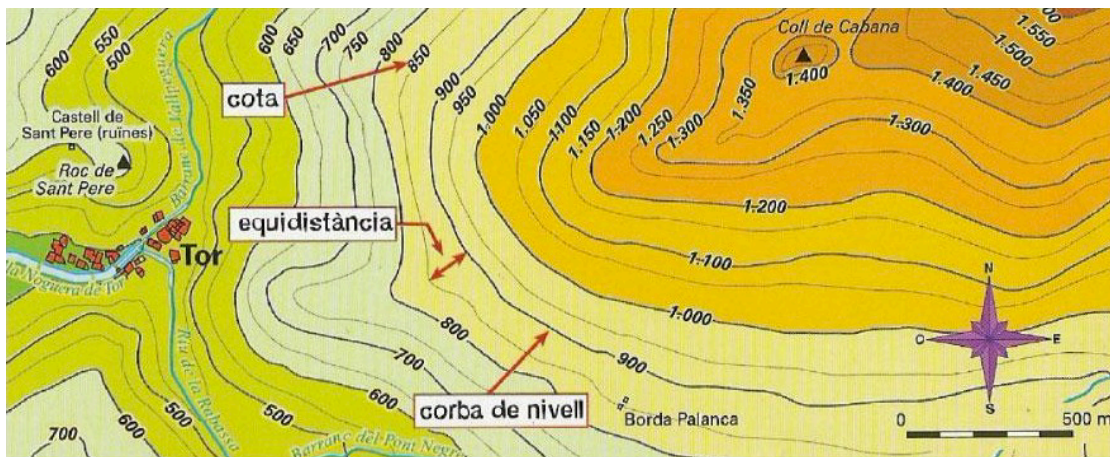 600
550
500
Barranc de la Vallpeguera
600
650
700
750
800
850
cota
900
950
1.000
1.050
1.100
1.150
1.200
1.250
1.300
1.350
Coll de Cabana
1.400
1.550
1.500
1.450
1.400
1.300
1.200
1.100
1.000
Castell de
Sant Pere (ruïnes)
Roc de
Sant Pere
equidistància
Tor
la Noguera de Tor
Riu de la Rabassa
800
700
600
500
900
corba de nivell
Borda Palanca
600
500
700
Barranc del Pont Negre
N
O
E
S
0
500 m